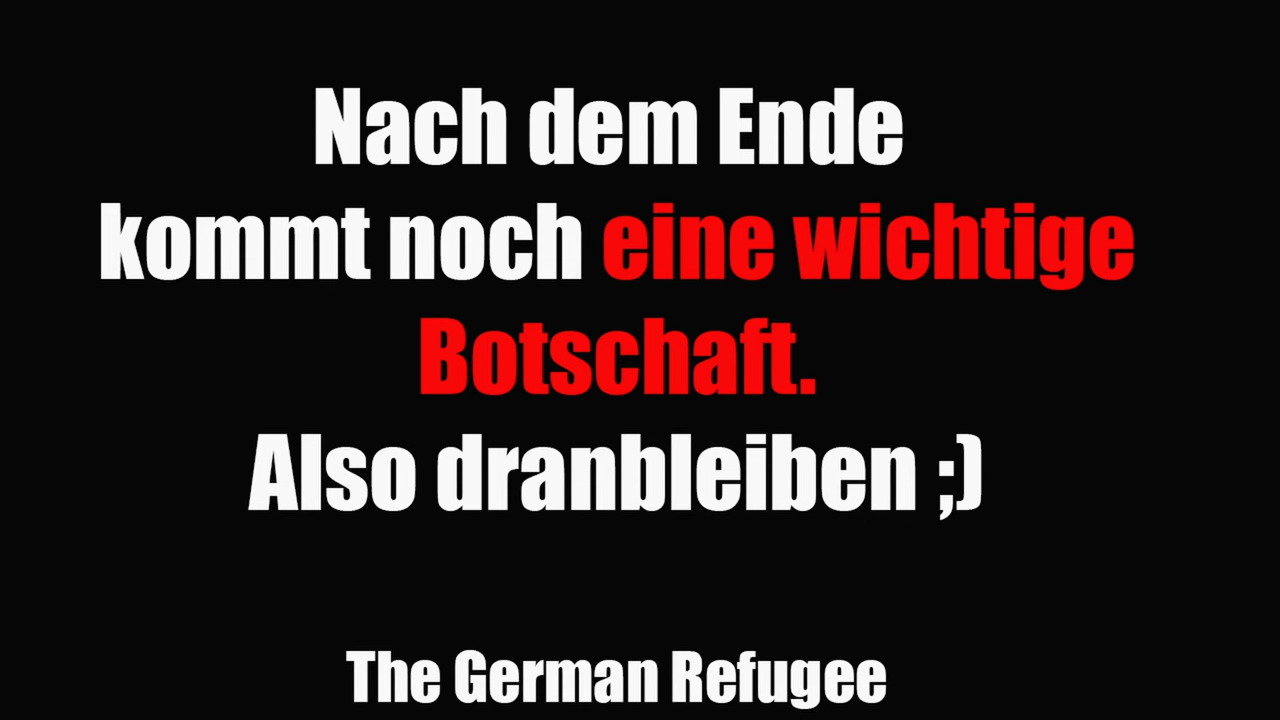 Nach dem Ende
kommt noch eine wichtige
Botschaft.
Also dranbleiben ;)
The German Refugee